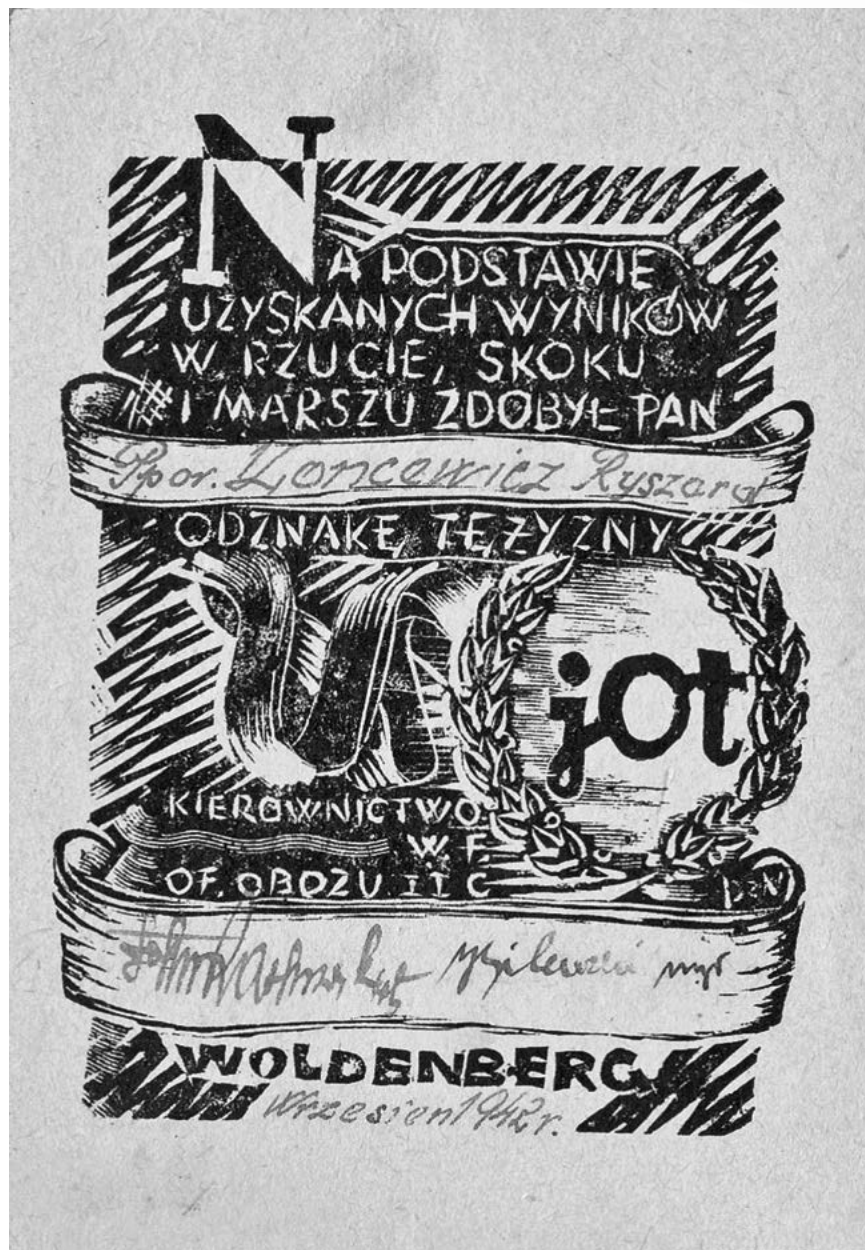 NA PODSTAWIE
UZYSKANYCH WYNIKÓW
W RZUCIE, SKOKU
I MARSZU ZDOBYŁ PAN
Ppor. Koncewicz Ryszard
ODZNAKĘ TĘŻYZNY
jot
KIEROWNICTWO
W F
OF. OBOZU II C
WOLDENBERG
Wrzesień 1942 r.